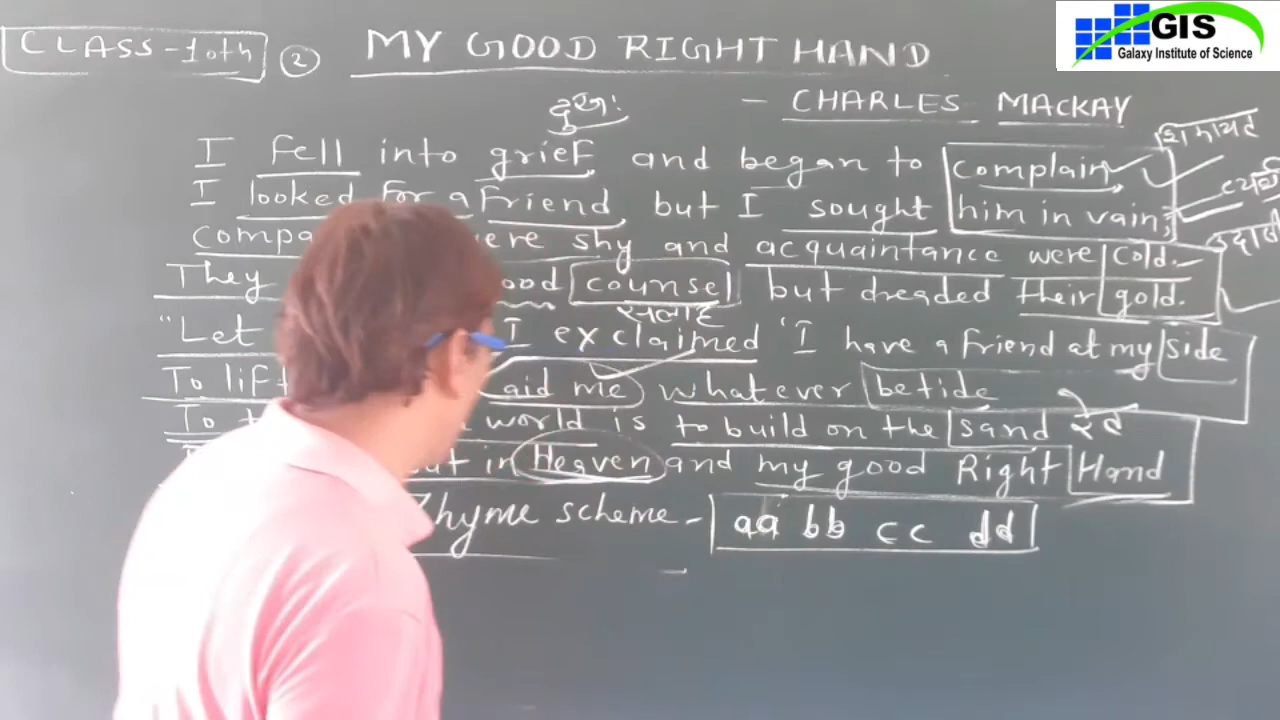 CLASS-10th ② MY GOOD RIGHT HAND
GIS
Galaxy Institute of Science
- CHARLES MACKAY
दुःख
I fell into grief and began to complain
I looked for a friend, but I sought him in vain;
ere shy and acquaintance were cold.
They ood counsel but dreaded their gold.
सलाह
"Let I exclaimed 'I have a friend at my side
To lif aid me whatever betide
To t world is to build on the sand रेत
ut in Heaven and my good Right Hand
Rhyme scheme - aa bb cc dd